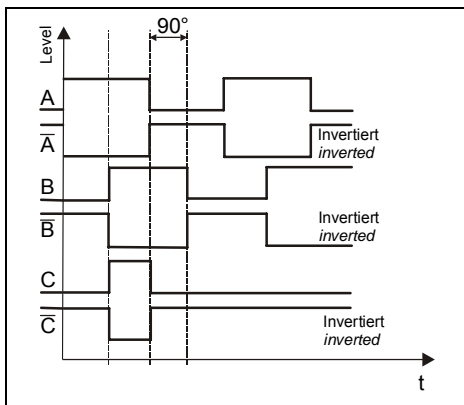 Level
90°
A
A̅
Invertiert
inverted
B
B̅
Invertiert
inverted
C
C̅
Invertiert
inverted
t